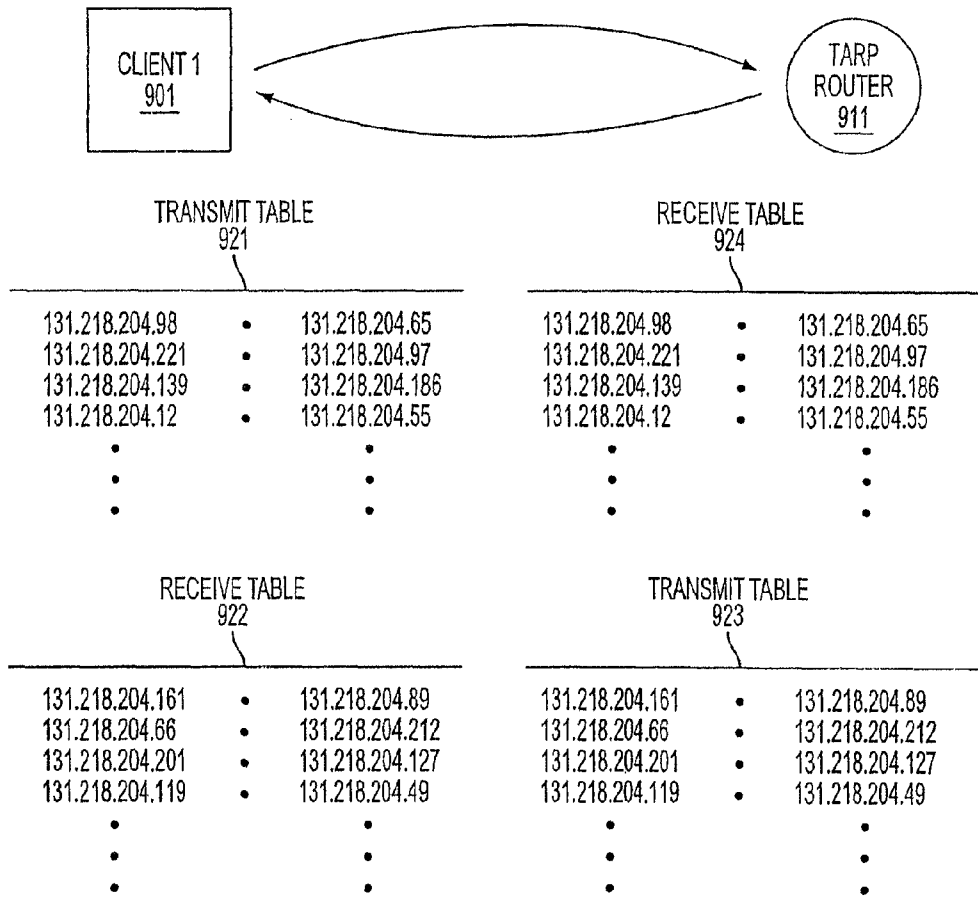 CLIENT 1
901
TARP
ROUTER
911
TRANSMIT TABLE
921
RECEIVE TABLE
924
131.218.204.98 • 131.218.204.65
131.218.204.221 • 131.218.204.97
131.218.204.139 • 131.218.204.186
131.218.204.12 • 131.218.204.55
131.218.204.98 • 131.218.204.65
131.218.204.221 • 131.218.204.97
131.218.204.139 • 131.218.204.186
131.218.204.12 • 131.218.204.55
RECEIVE TABLE
922
TRANSMIT TABLE
923
131.218.204.161 • 131.218.204.89
131.218.204.66 • 131.218.204.212
131.218.204.201 • 131.218.204.127
131.218.204.119 • 131.218.204.49
131.218.204.161 • 131.218.204.89
131.218.204.66 • 131.218.204.212
131.218.204.201 • 131.218.204.127
131.218.204.119 • 131.218.204.49